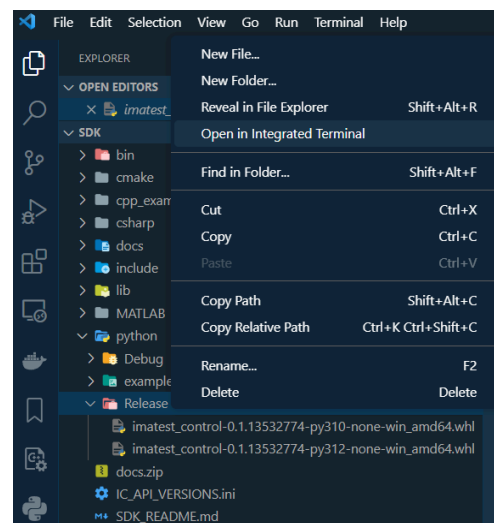 File Edit Selection View Go Run Terminal Help
EXPLORER
OPEN EDITORS
imatest_
SDK
bin
cmake
cpp_exam
csharp
docs
include
lib
MATLAB
python
Debug
example
Release
imatest_control-0.1.13532774-py310-none-win_amd64.whl
imatest_control-0.1.13532774-py312-none-win_amd64.whl
docs.zip
IC_API_VERSIONS.ini
SDK_README.md
New File...
New Folder...
Reveal in File Explorer Shift+Alt+R
Open in Integrated Terminal
Find in Folder... Shift+Alt+F
Cut Ctrl+X
Copy Ctrl+C
Paste Ctrl+V
Copy Path Shift+Alt+C
Copy Relative Path Ctrl+K Ctrl+Shift+C
Rename... F2
Delete Delete